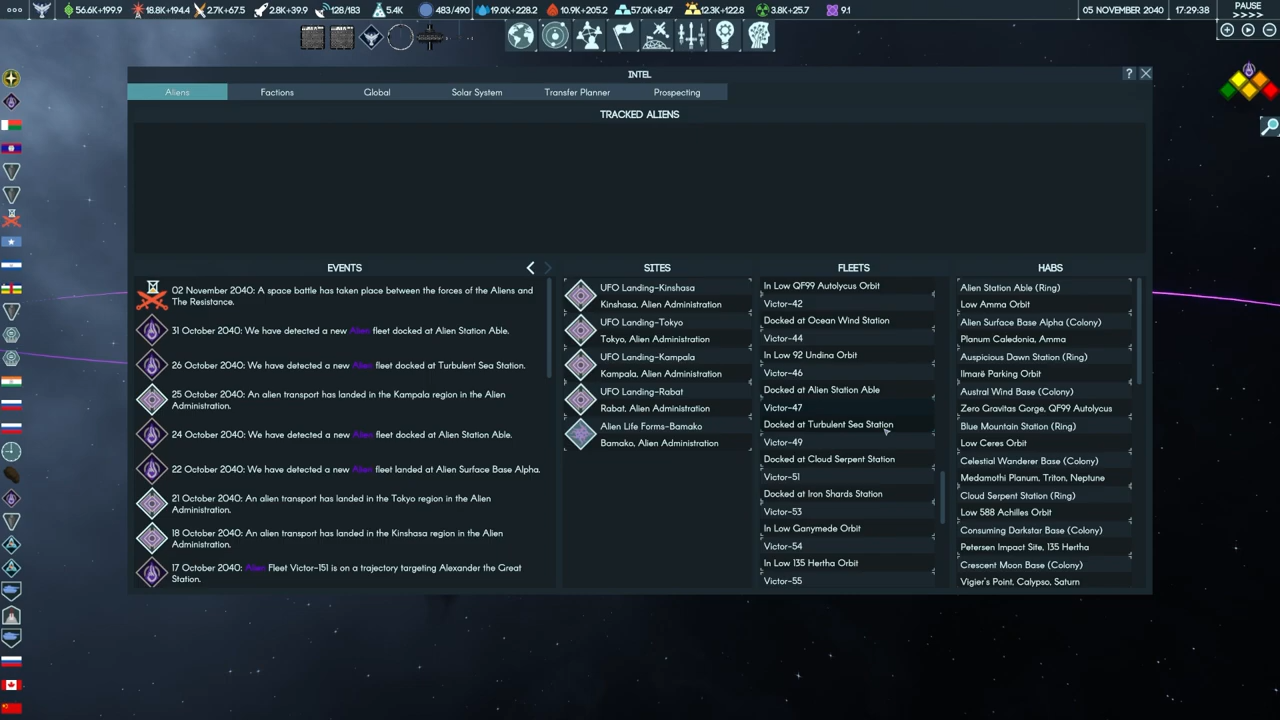 56.6K+199.9
18.8K+194.4
2.7K+67.5
2.8K+39.9
128/183
5.4K
483/490
19.0K+228.2
10.9K+205.2
57.0K+847
12.3K+122.8
3.8K+25.7
9.1
05 NOVEMBER 2040
17:29:38
PAUSE
>>>>
INTEL
?
Aliens
Factions
Global
Solar System
Transfer Planner
Prospecting
TRACKED ALIENS
EVENTS
02 November 2040: A space battle has taken place between the forces of the Aliens and
The Resistance.
31 October 2040: We have detected a new Alien fleet docked at Alien Station Able.
26 October 2040: We have detected a new Alien fleet docked at Turbulent Sea Station.
25 October 2040: An alien transport has landed in the Kampala region in the Alien
Administration.
24 October 2040: We have detected a new Alien fleet docked at Alien Station Able.
22 October 2040: We have detected a new Alien fleet landed at Alien Surface Base Alpha.
21 October 2040: An alien transport has landed in the Tokyo region in the Alien
Administration.
18 October 2040: An alien transport has landed in the Kinshasa region in the Alien
Administration.
17 October 2040: Alien Fleet Victor-151 is on a trajectory targeting Alexander the Great
Station.
SITES
UFO Landing-Kinshasa
Kinshasa, Alien Administration
UFO Landing-Tokyo
Tokyo, Alien Administration
UFO Landing-Kampala
Kampala, Alien Administration
UFO Landing-Rabat
Rabat, Alien Administration
Alien Life Forms-Bamako
Bamako, Alien Administration
FLEETS
In Low QF99 Autolycus Orbit
Victor-42
Docked at Ocean Wind Station
Victor-44
In Low 92 Undina Orbit
Victor-46
Docked at Alien Station Able
Victor-47
Docked at Turbulent Sea Station
Victor-49
Docked at Cloud Serpent Station
Victor-51
Docked at Iron Shards Station
Victor-53
In Low Ganymede Orbit
Victor-54
In Low 135 Hertha Orbit
Victor-55
HABS
Alien Station Able (Ring)
Low Amma Orbit
Alien Surface Base Alpha (Colony)
Planum Caledonia, Amma
Auspicious Dawn Station (Ring)
Ilmarë Parking Orbit
Austral Wind Base (Colony)
Zero Gravitas Gorge, QF99 Autolycus
Blue Mountain Station (Ring)
Low Ceres Orbit
Celestial Wanderer Base (Colony)
Medamothi Planum, Triton, Neptune
Cloud Serpent Station (Ring)
Low 588 Achilles Orbit
Consuming Darkstar Base (Colony)
Petersen Impact Site, 135 Hertha
Crescent Moon Base (Colony)
Vigier's Point, Calypso, Saturn